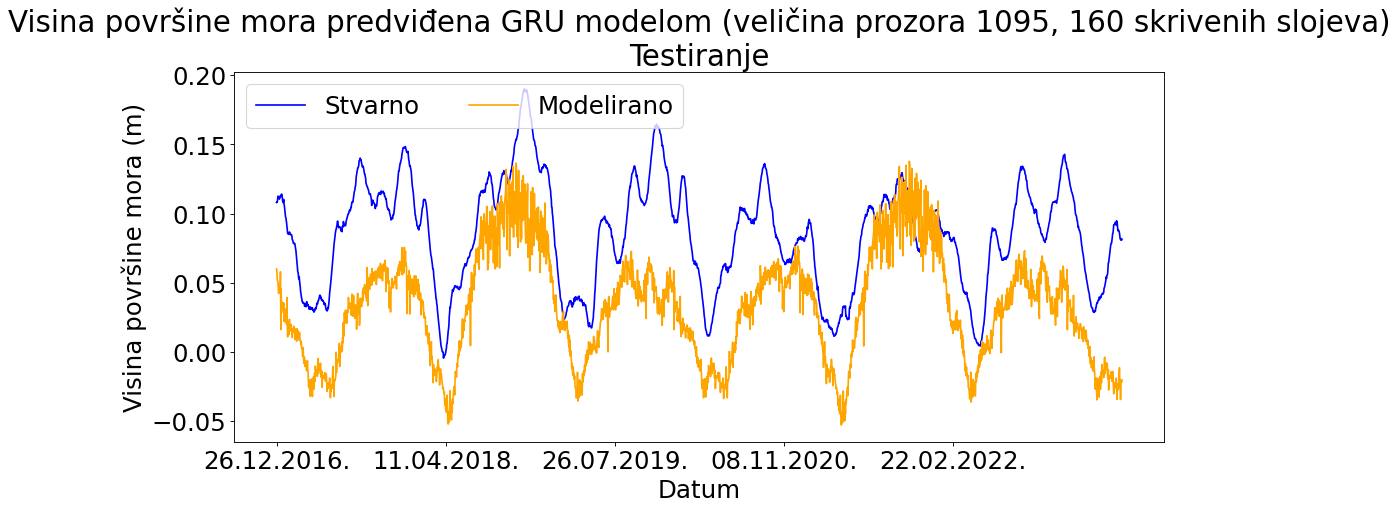 Visina površine mora predviđena GRU modelom (veličina prozora 1095, 160 skrivenih slojeva)
Testiranje
Stvarno Modelirano
Visina površine mora (m)
0.20
0.15
0.10
0.05
0.00
−0.05
26.12.2016. 11.04.2018. 26.07.2019. 08.11.2020. 22.02.2022.
Datum